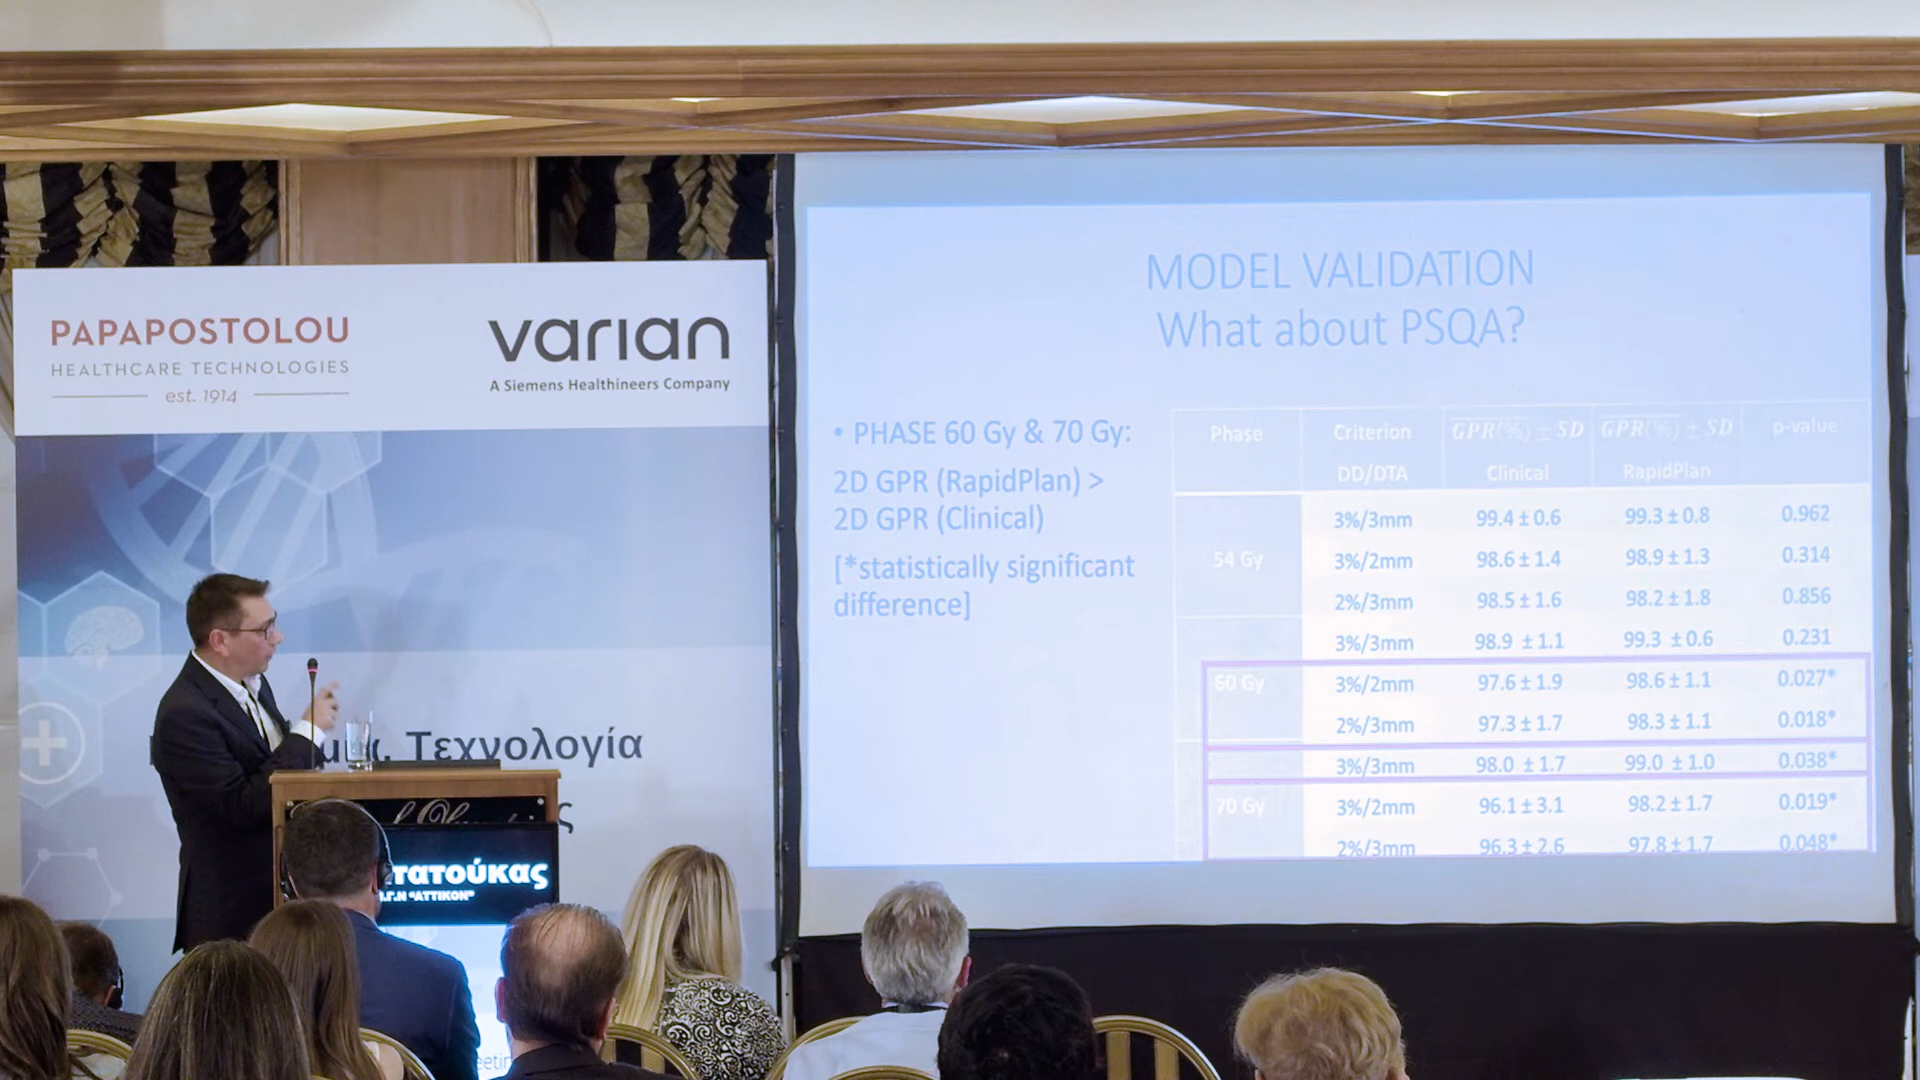 PAPAPOSTOLOU
HEALTHCARE TECHNOLOGIES
est. 1914
varian
A Siemens Healthineers Company
Τεχνολογία
τατούκας
Γ.Ν "ΑΤΤΙΚΟΝ"
MODEL VALIDATION
What about PSQA?
• PHASE 60 Gy & 70 Gy:
2D GPR (RapidPlan) >
2D GPR (Clinical)
[*statistically significant
difference]
Phase Criterion DD/DTA GPR(%) ± SD Clinical GPR(%) ± SD RapidPlan p-value
54 Gy
3%/3mm 99.4 ± 0.6 99.3 ± 0.8 0.962
3%/2mm 98.6 ± 1.4 98.9 ± 1.3 0.314
2%/3mm 98.5 ± 1.6 98.2 ± 1.8 0.856
60 Gy
3%/3mm 98.9 ± 1.1 99.3 ± 0.6 0.231
3%/2mm 97.6 ± 1.9 98.6 ± 1.1 0.027*
2%/3mm 97.3 ± 1.7 98.3 ± 1.1 0.018*
70 Gy
3%/3mm 98.0 ± 1.7 99.0 ± 1.0 0.038*
3%/2mm 96.1 ± 3.1 98.2 ± 1.7 0.019*
2%/3mm 96.3 ± 2.6 97.8 ± 1.7 0.048*